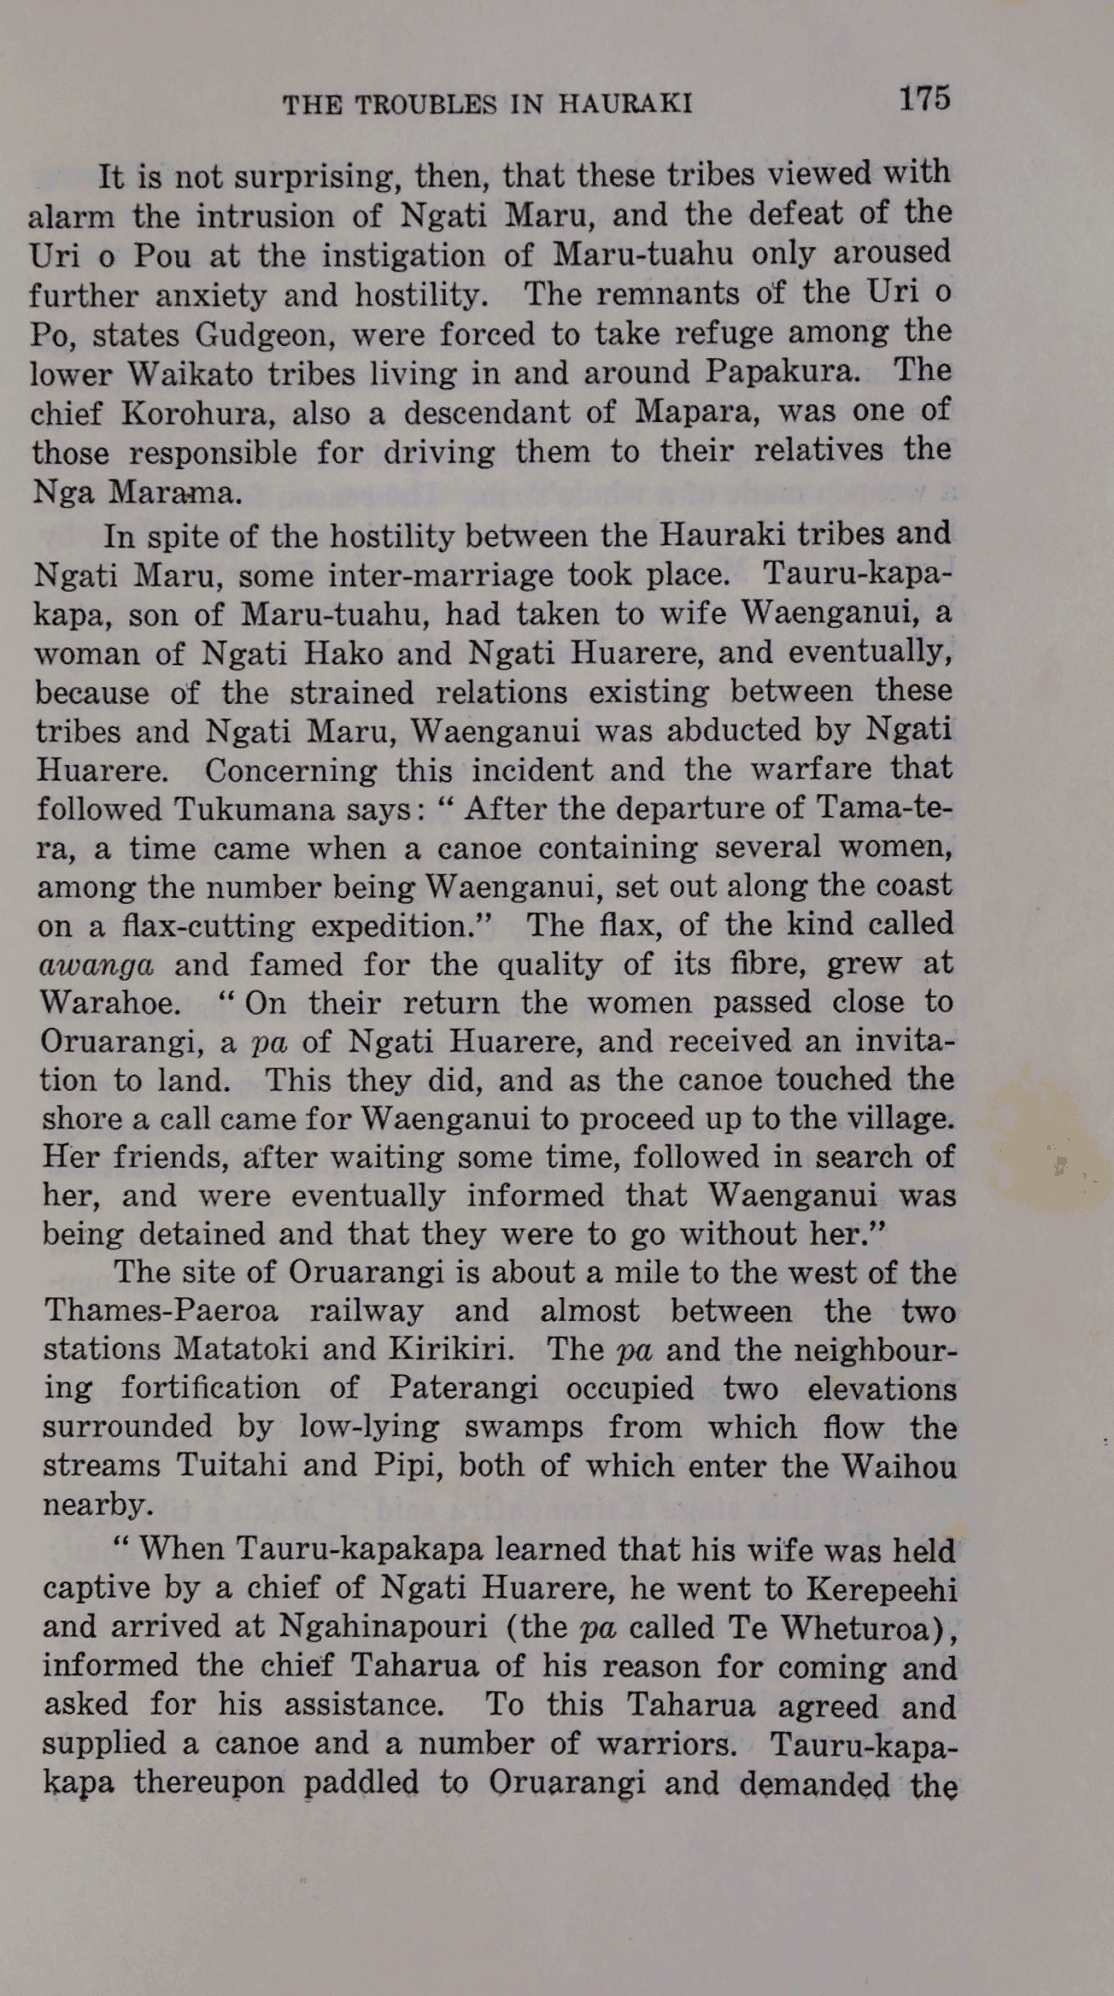 THE TROUBLES IN HAURAKI 175
It is not surprising, then, that these tribes viewed with
alarm the intrusion of Ngati Maru, and the defeat of the
Uri o Pou at the instigation of Maru-tuahu only aroused
further anxiety and hostility. The remnants of the Uri o
Po, states Gudgeon, were forced to take refuge among the
lower Waikato tribes living in and around Papakura. The
chief Korohura, also a descendant of Mapara, was one of
those responsible for driving them to their relatives the
Nga Marama.
In spite of the hostility between the Hauraki tribes and
Ngati Maru, some inter-marriage took place. Tauru-kapa-
kapa, son of Maru-tuahu, had taken to wife Waenganui, a
woman of Ngati Hako and Ngati Huarere, and eventually,
because of the strained relations existing between these
tribes and Ngati Maru, Waenganui was abducted by Ngati
Huarere. Concerning this incident and the warfare that
followed Tukumana says: “ After the departure of Tama-te-
ra, a time came when a canoe containing several women,
among the number being Waenganui, set out along the coast
on a flax-cutting expedition.” The flax, of the kind called
awanga and famed for the quality of its fibre, grew at
Warahoe. “ On their return the women passed close to
Oruarangi, a pa of Ngati Huarere, and received an invita-
tion to land. This they did, and as the canoe touched the
shore a call came for Waenganui to proceed up to the village.
Her friends, after waiting some time, followed in search of
her, and were eventually informed that Waenganui was
being detained and that they were to go without her.”
The site of Oruarangi is about a mile to the west of the
Thames-Paeroa railway and almost between the two
stations Matatoki and Kirikiri. The pa and the neighbour-
ing fortification of Paterangi occupied two elevations
surrounded by low-lying swamps from which flow the
streams Tuitahi and Pipi, both of which enter the Waihou
nearby.
“ When Tauru-kapakapa learned that his wife was held
captive by a chief of Ngati Huarere, he went to Kerepeehi
and arrived at Ngahinapouri (the pa called Te Wheturoa),
informed the chief Taharua of his reason for coming and
asked for his assistance. To this Taharua agreed and
supplied a canoe and a number of warriors. Tauru-kapa-
kapa thereupon paddled to Oruarangi and demanded the